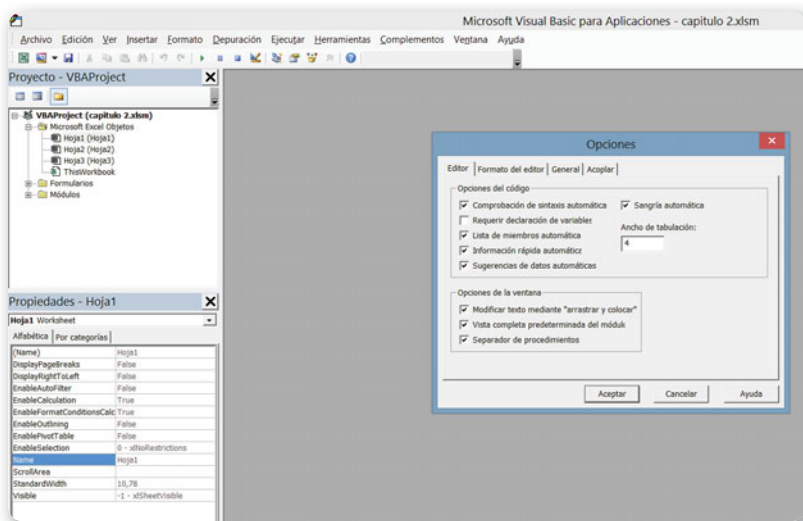 Microsoft Visual Basic para Aplicaciones - capitulo 2.xlsm
Archivo Edición Ver Insertar Formato Depuración Ejecutar Herramientas Complementos Ventana Ayuda
Proyecto - VBAProject
VBAProject (capitulo 2.xlsm)
Microsoft Excel Objetos
Hoja1 (Hoja1)
Hoja2 (Hoja2)
Hoja3 (Hoja3)
ThisWorkbook
Formularios
Módulos
Propiedades - Hoja1
Hoja1 Worksheet
Alfabética Por categorías
(Name) Hoja1
DisplayPageBreaks False
DisplayRightToLeft False
EnableAutoFilter False
EnableCalculation True
EnableFormatConditionsCalc True
EnableOutlining False
EnablePivotTable False
EnableSelection 0 - xlNoRestrictions
Name Hoja1
ScrollArea
StandardWidth 10,78
Visible -1 - xlSheetVisible
Opciones
Editor Formato del editor General Acoplar
Opciones del código
Comprobación de sintaxis automática Sangría automática
Requerir declaración de variables
Ancho de tabulación:
Lista de miembros automática
4
Información rápida automática
Sugerencias de datos automáticas
Opciones de la ventana
Modificar texto mediante "arrastrar y colocar"
Vista completa predeterminada del móduk
Separador de procedimientos
Aceptar Cancelar Ayuda